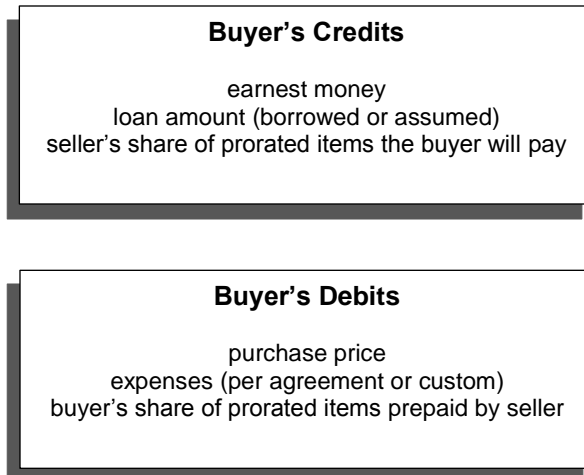 Buyer's Credits
earnest money
loan amount (borrowed or assumed)
seller's share of prorated items the buyer will pay
Buyer's Debits
purchase price
expenses (per agreement or custom)
buyer's share of prorated items prepaid by seller